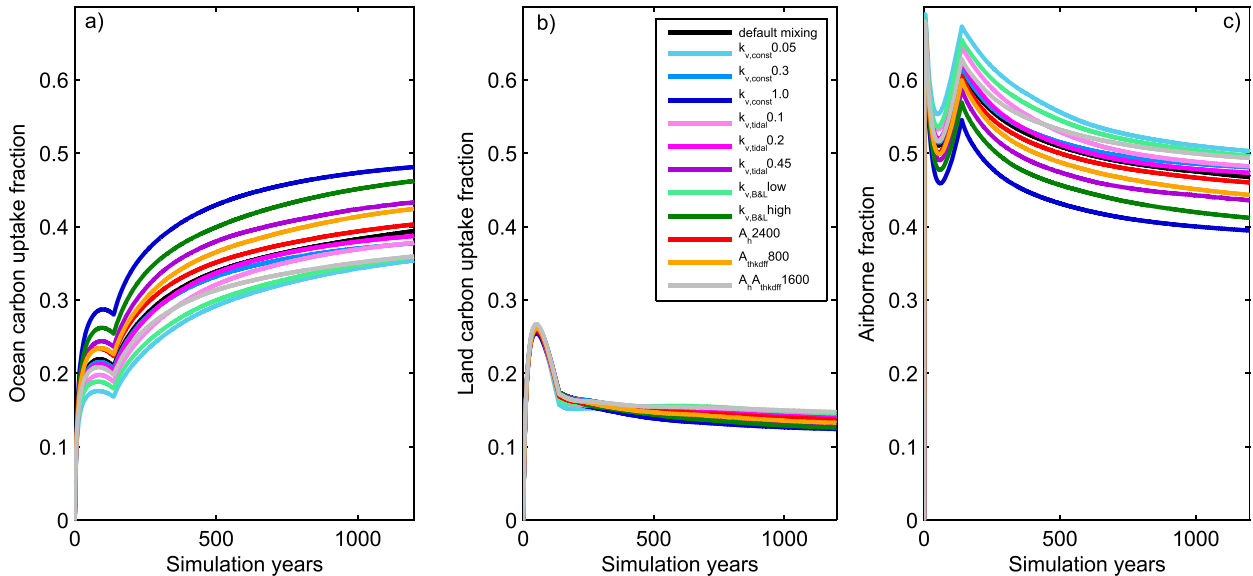 a)
Ocean carbon uptake fraction
0.6
0.5
0.4
0.3
0.2
0.1
0
0
500
1000
Simulation years
b)
Land carbon uptake fraction
0.6
0.5
0.4
0.3
0.2
0.1
0
0
500
1000
Simulation years
default mixing
kv,const0.05
kv,const0.3
kv,const1.0
kv,tidal0.1
kv,tidal0.2
kv,tidal0.45
kv,B&Llow
kv,B&Lhigh
Ah2400
Athkdff800
AhAthkdff1600
c)
Airborne fraction
0.6
0.5
0.4
0.3
0.2
0.1
0
0
500
1000
Simulation years